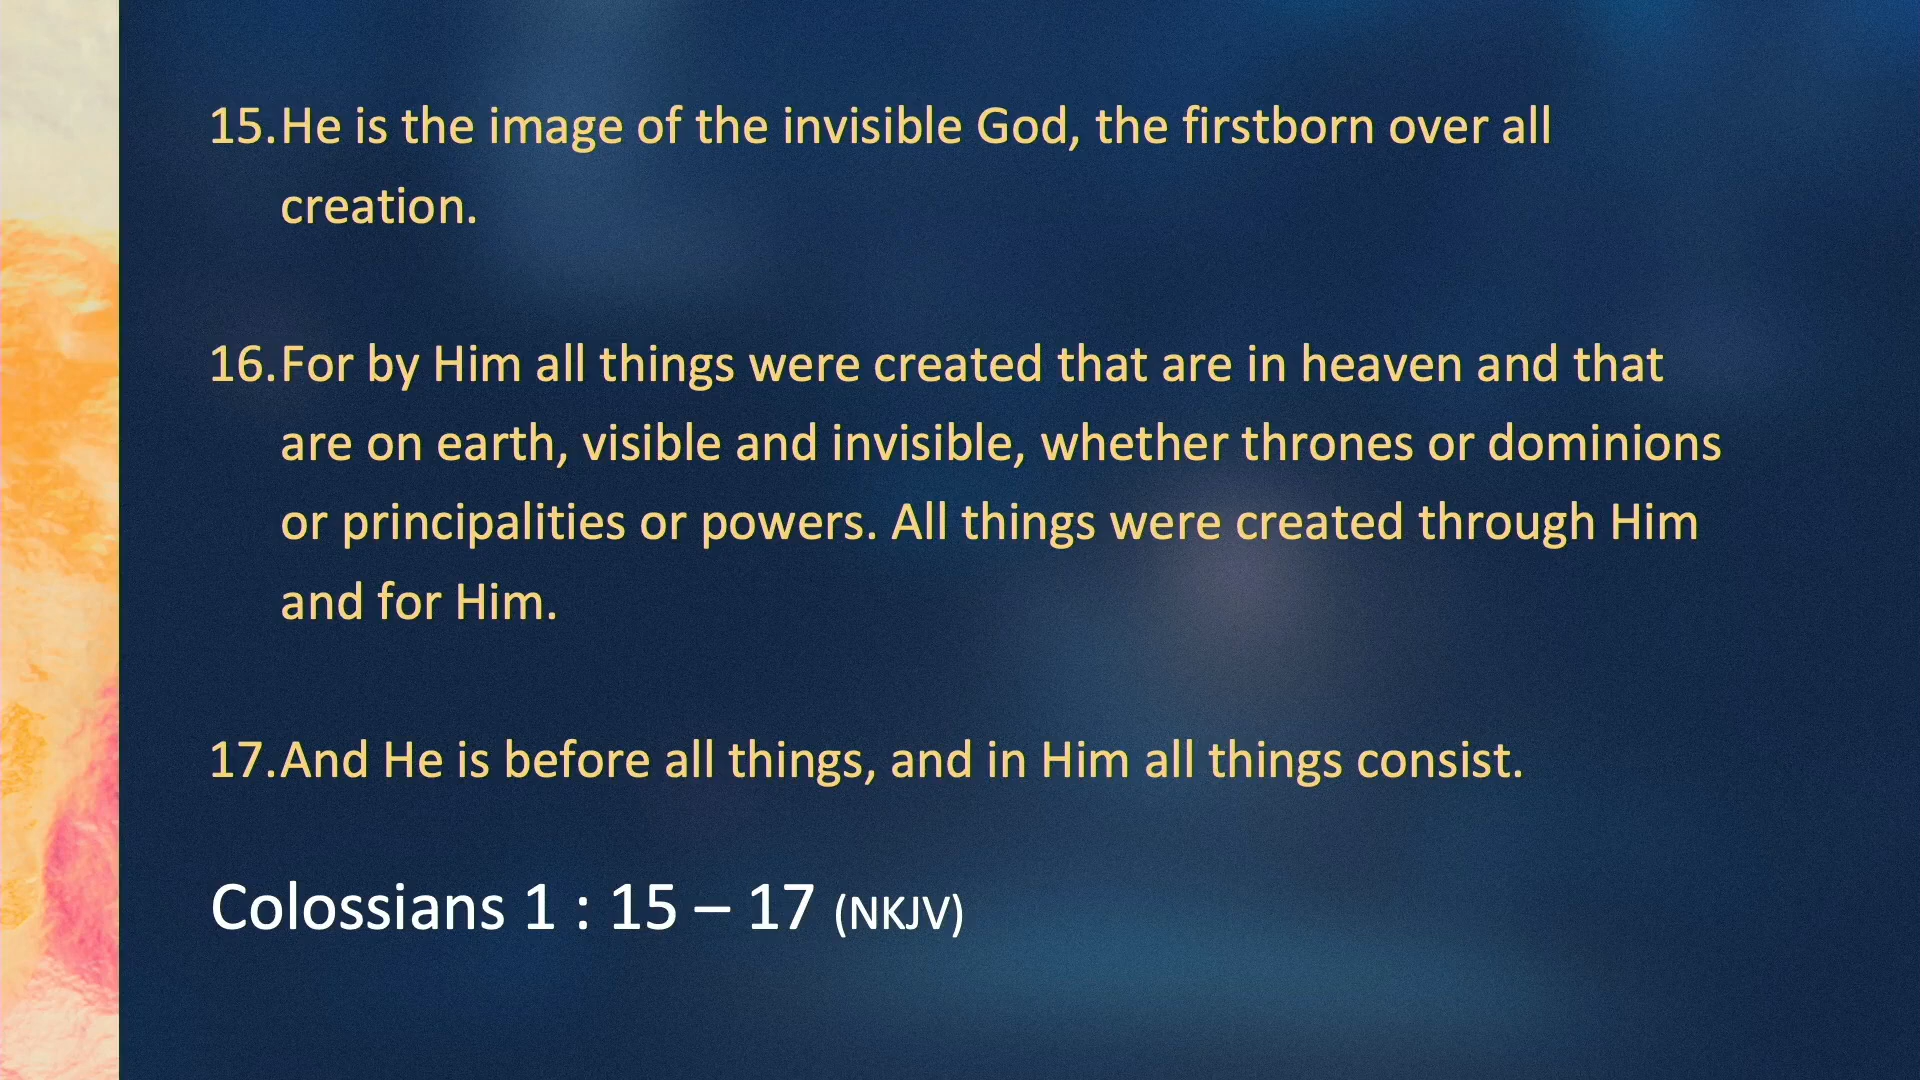 15.He is the image of the invisible God, the firstborn over all
creation.
16.For by Him all things were created that are in heaven and that
are on earth, visible and invisible, whether thrones or dominions
or principalities or powers. All things were created through Him
and for Him.
17.And He is before all things, and in Him all things consist.
Colossians 1 : 15 – 17 (NKJV)